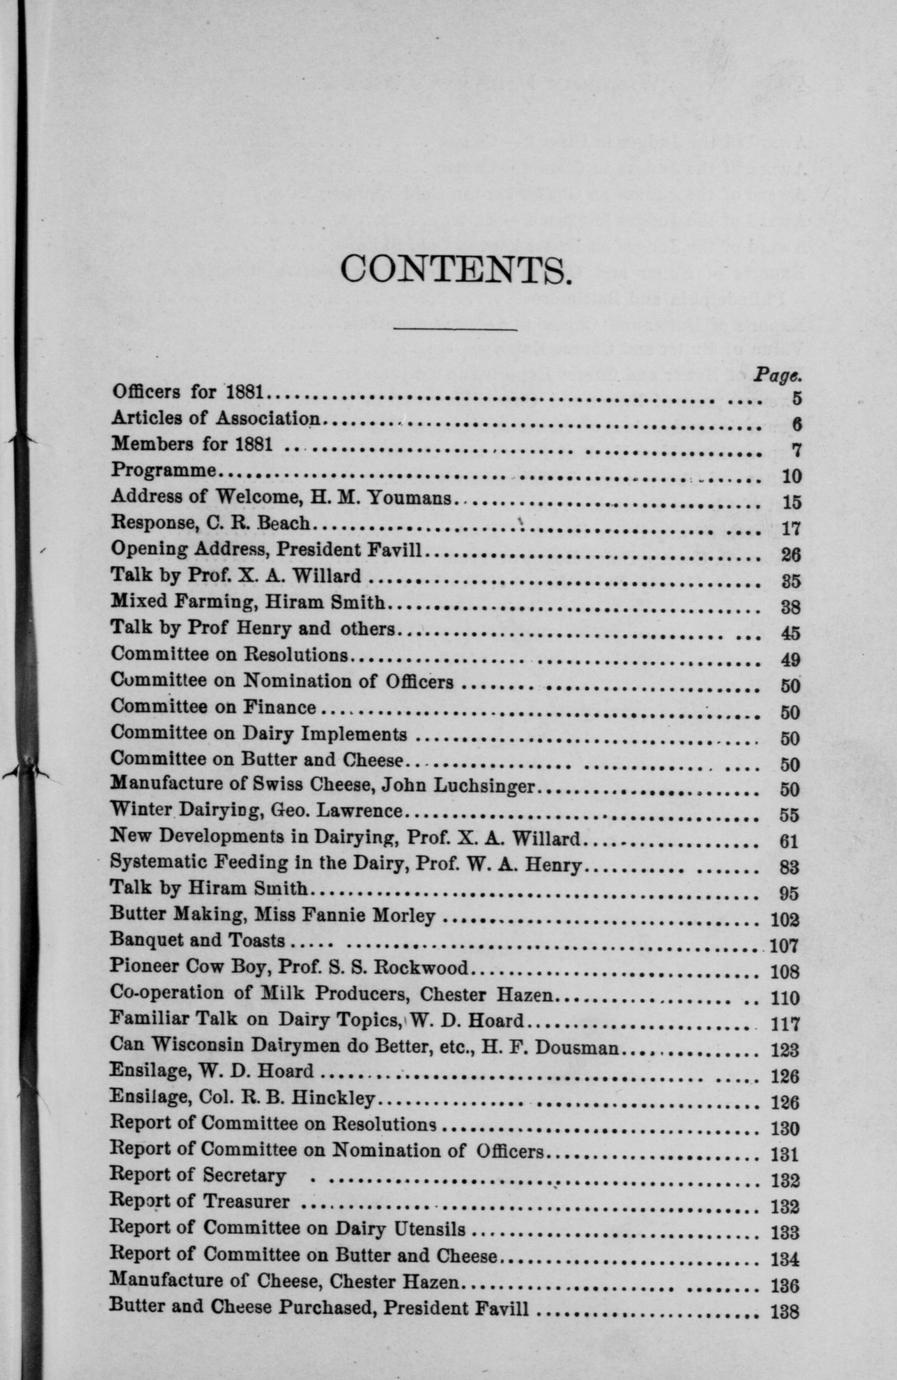 CONTENTS.
Page.
Officers for 1881 5
Articles of Association 6
Members for 1881 7
Programme 10
Address of Welcome, H. M. Youmans 15
Response, C. R. Beach 17
Opening Address, President Favill 26
Talk by Prof. X. A. Willard 35
Mixed Farming, Hiram Smith 38
Talk by Prof Henry and others 45
Committee on Resolutions 49
Committee on Nomination of Officers 50
Committee on Finance 50
Committee on Dairy Implements 50
Committee on Butter and Cheese 50
Manufacture of Swiss Cheese, John Luchsinger 50
Winter Dairying, Geo. Lawrence 55
New Developments in Dairying, Prof. X. A. Willard 61
Systematic Feeding in the Dairy, Prof. W. A. Henry 83
Talk by Hiram Smith 95
Butter Making, Miss Fannie Morley 102
Banquet and Toasts 107
Pioneer Cow Boy, Prof. S. S. Rockwood 108
Co-operation of Milk Producers, Chester Hazen 110
Familiar Talk on Dairy Topics, W. D. Hoard 117
Can Wisconsin Dairymen do Better, etc., H. F. Dousman 123
Ensilage, W. D. Hoard 126
Ensilage, Col. R. B. Hinckley 126
Report of Committee on Resolutions 130
Report of Committee on Nomination of Officers 131
Report of Secretary 132
Report of Treasurer 132
Report of Committee on Dairy Utensils 133
Report of Committee on Butter and Cheese 134
Manufacture of Cheese, Chester Hazen 136
Butter and Cheese Purchased, President Favill 138